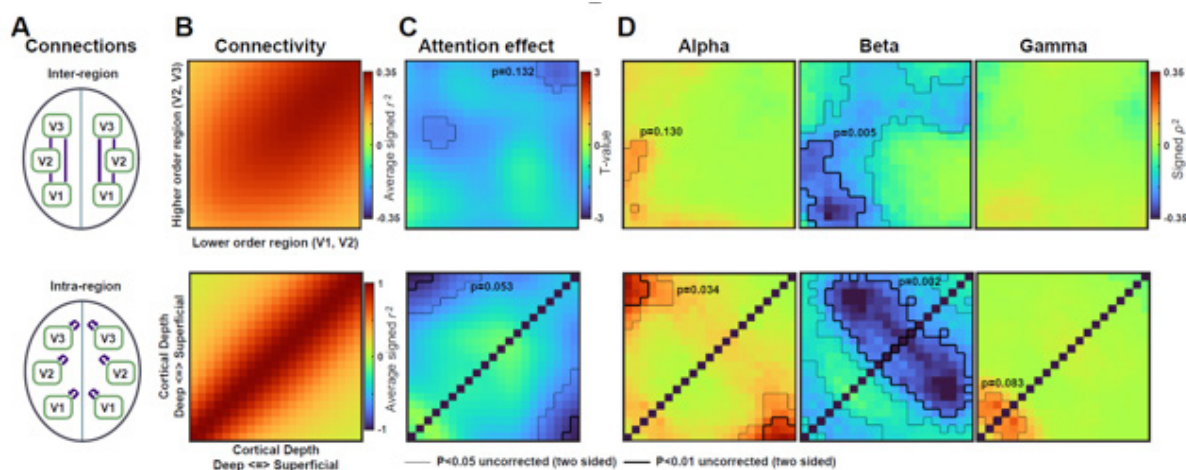 A
Connections
B
Connectivity
C
Attention effect
D
Alpha
Beta
Gamma
Inter-region
V3 V3
V2 V2
V1 V1
Higher order region (V2, V3)
Lower order region (V1, V2)
0.35
-0.35
Average signed r²
p=0.132
3
0
-3
T-value
p=0.130
p=0.005
0.35
0
-0.35
Signed ρ²
Intra-region
V3 V3
V2 V2
V1 V1
Cortical Depth
Deep <=> Superficial
Cortical Depth
Deep <=> Superficial
1
0
-1
Average signed r²
p=0.053
p=0.034
p=0.002
p=0.083
P<0.05 uncorrected (two sided)
P<0.01 uncorrected (two sided)